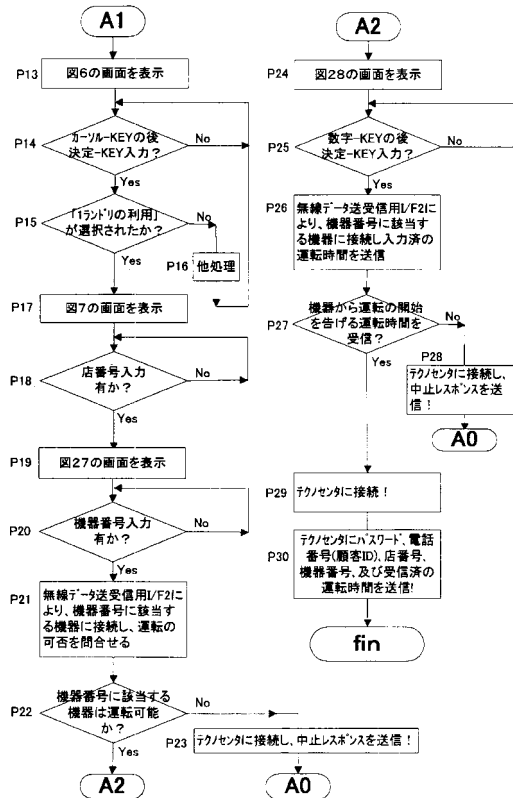 A1
P13
図6の画面を表示
P14
ｶｰｿﾙｰKEYの後
決定-KEY入力？
No
Yes
P15
｢1ランドリの利用｣
が選択されたか？
No
Yes
P16
他処理
P17
図7の画面を表示
P18
店番号入力
有か？
No
Yes
P19
図27の画面を表示
P20
機器番号入力
有か？
No
Yes
P21
無線データ送受信用I/F2に
より、機器番号に該当す
る機器に接続し、運転の
可否を問合せる
P22
機器番号に該当する
機器は運転可能
か？
No
Yes
P23
ﾃｸﾉｾﾝﾀに接続し、中止ﾚｽﾎﾟﾝｽを送信！
A2
A0
A2
P24
図28の画面を表示
P25
数字-KEYの後
決定-KEY入力？
No
Yes
P26
無線データ送受信用I/F2によ
り、機器番号に該当する機
器に接続し入力済の
運転時間を送信
P27
機器から運転の開始
を告げる運転時間を
受信？
No
Yes
P28
ﾃｸﾉｾﾝﾀに接続し、
中止ﾚｽﾎﾟﾝｽを送
信！
A0
P29
ﾃｸﾉｾﾝﾀに接続！
P30
ﾃｸﾉｾﾝﾀにﾊﾟｽﾜｰﾄﾞ、電話
番号(顧客ID)、店番号、
機器番号、及び受信済の
運転時間を送信!
fin